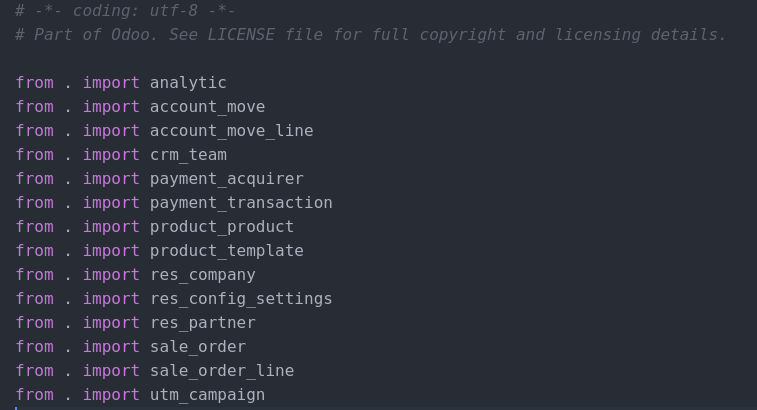 # -*- coding: utf-8 -*-
# Part of Odoo. See LICENSE file for full copyright and licensing details.

from . import analytic
from . import account_move
from . import account_move_line
from . import crm_team
from . import payment_acquirer
from . import payment_transaction
from . import product_product
from . import product_template
from . import res_company
from . import res_config_settings
from . import res_partner
from . import sale_order
from . import sale_order_line
from . import utm_campaign